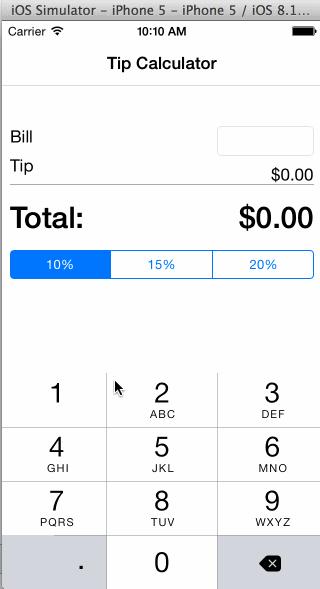 iOS Simulator – iPhone 5 – iPhone 5 / iOS 8.1...
Carrier 10:10 AM
Tip Calculator
Bill
Tip $0.00
Total: $0.00
10% 15% 20%
1 2 3
ABC DEF
4 5 6
GHI JKL MNO
7 8 9
PQRS TUV WXYZ
. 0